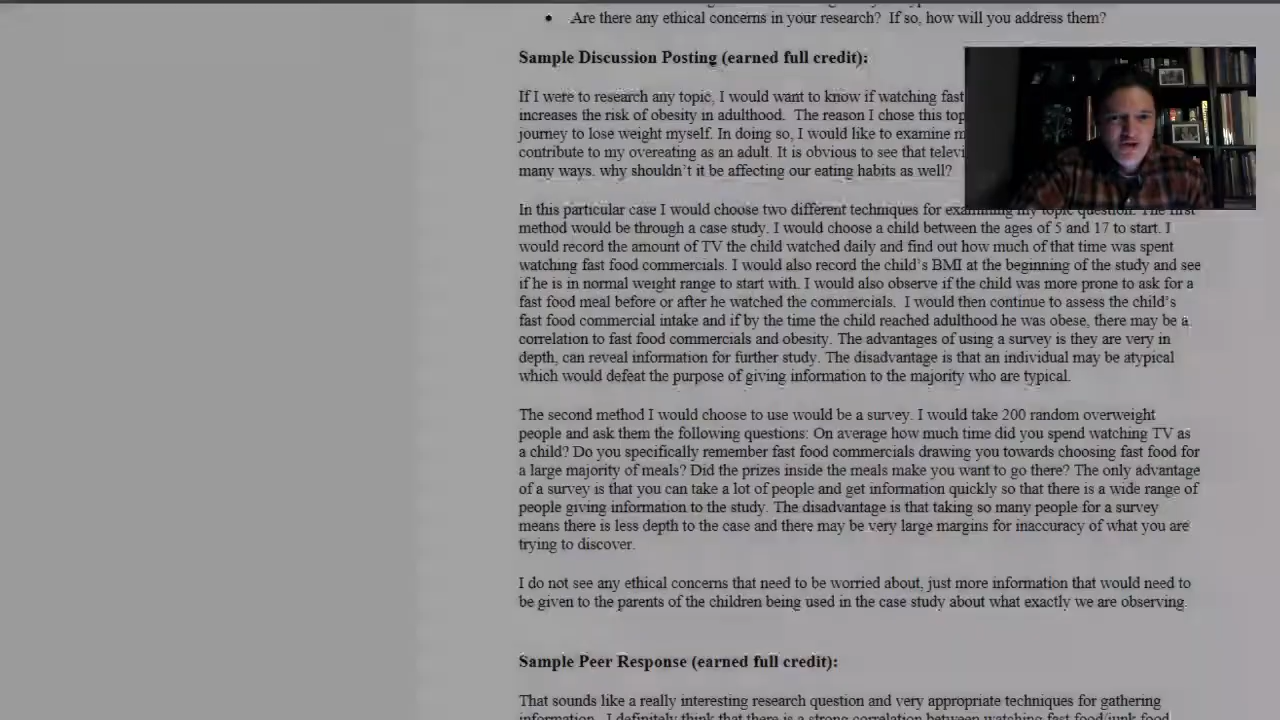 Are there any ethical concerns in your research?  If so, how will you address them?
Sample Discussion Posting (earned full credit):
If I were to research any topic, I would want to know if watching fast
increases the risk of obesity in adulthood.  The reason I chose this top
journey to lose weight myself. In doing so, I would like to examine m
contribute to my overeating as an adult. It is obvious to see that televi
many ways. why shouldn't it be affecting our eating habits as well?
In this particular case I would choose two different techniques for examining my topic question. The first
method would be through a case study. I would choose a child between the ages of 5 and 17 to start. I
would record the amount of TV the child watched daily and find out how much of that time was spent
watching fast food commercials. I would also record the child's BMI at the beginning of the study and see
if he is in normal weight range to start with. I would also observe if the child was more prone to ask for a
fast food meal before or after he watched the commercials.  I would then continue to assess the child's
fast food commercial intake and if by the time the child reached adulthood he was obese, there may be a
correlation to fast food commercials and obesity. The advantages of using a survey is they are very in
depth, can reveal information for further study. The disadvantage is that an individual may be atypical
which would defeat the purpose of giving information to the majority who are typical.
The second method I would choose to use would be a survey. I would take 200 random overweight
people and ask them the following questions: On average how much time did you spend watching TV as
a child? Do you specifically remember fast food commercials drawing you towards choosing fast food for
a large majority of meals? Did the prizes inside the meals make you want to go there? The only advantage
of a survey is that you can take a lot of people and get information quickly so that there is a wide range of
people giving information to the study. The disadvantage is that taking so many people for a survey
means there is less depth to the case and there may be very large margins for inaccuracy of what you are
trying to discover.
I do not see any ethical concerns that need to be worried about, just more information that would need to
be given to the parents of the children being used in the case study about what exactly we are observing.
Sample Peer Response (earned full credit):
That sounds like a really interesting research question and very appropriate techniques for gathering
information.  I definitely think that there is a strong correlation between watching fast food/junk food